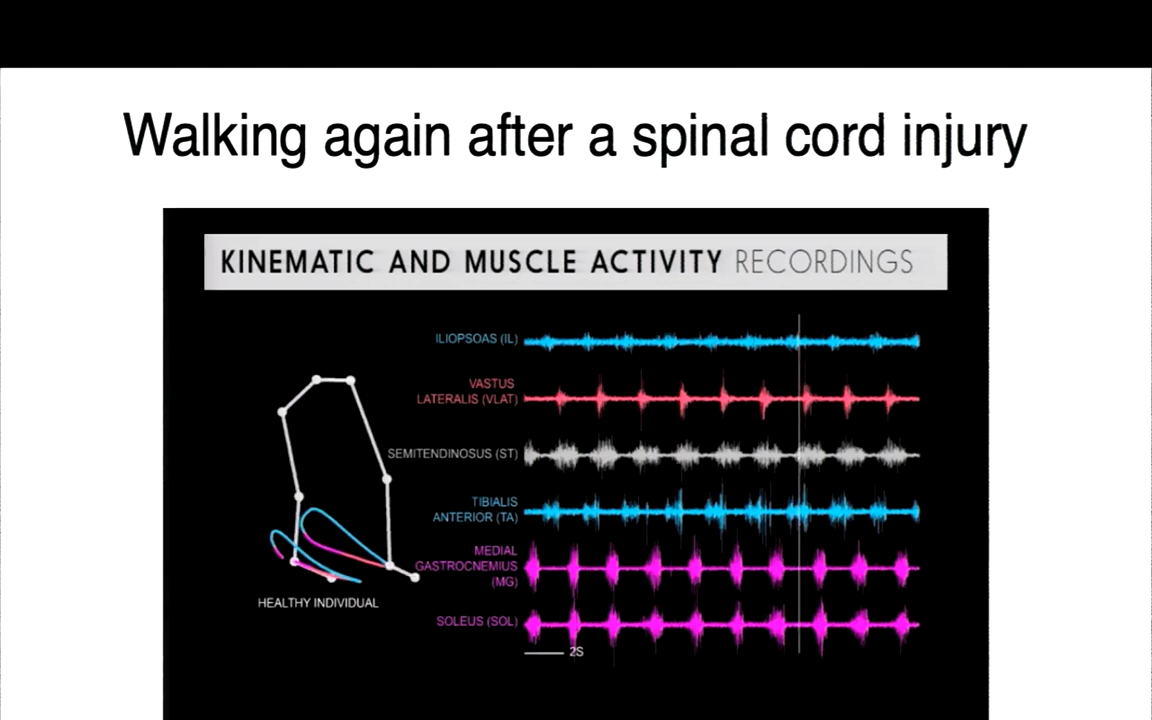 Walking again after a spinal cord injury
KINEMATIC AND MUSCLE ACTIVITY RECORDINGS
ILIOPSOAS (IL)
VASTUS
LATERALIS (VLAT)
SEMITENDINOSUS (ST)
TIBIALIS
ANTERIOR (TA)
MEDIAL
GASTROCNEMIUS
(MG)
HEALTHY INDIVIDUAL
SOLEUS (SOL)
2S